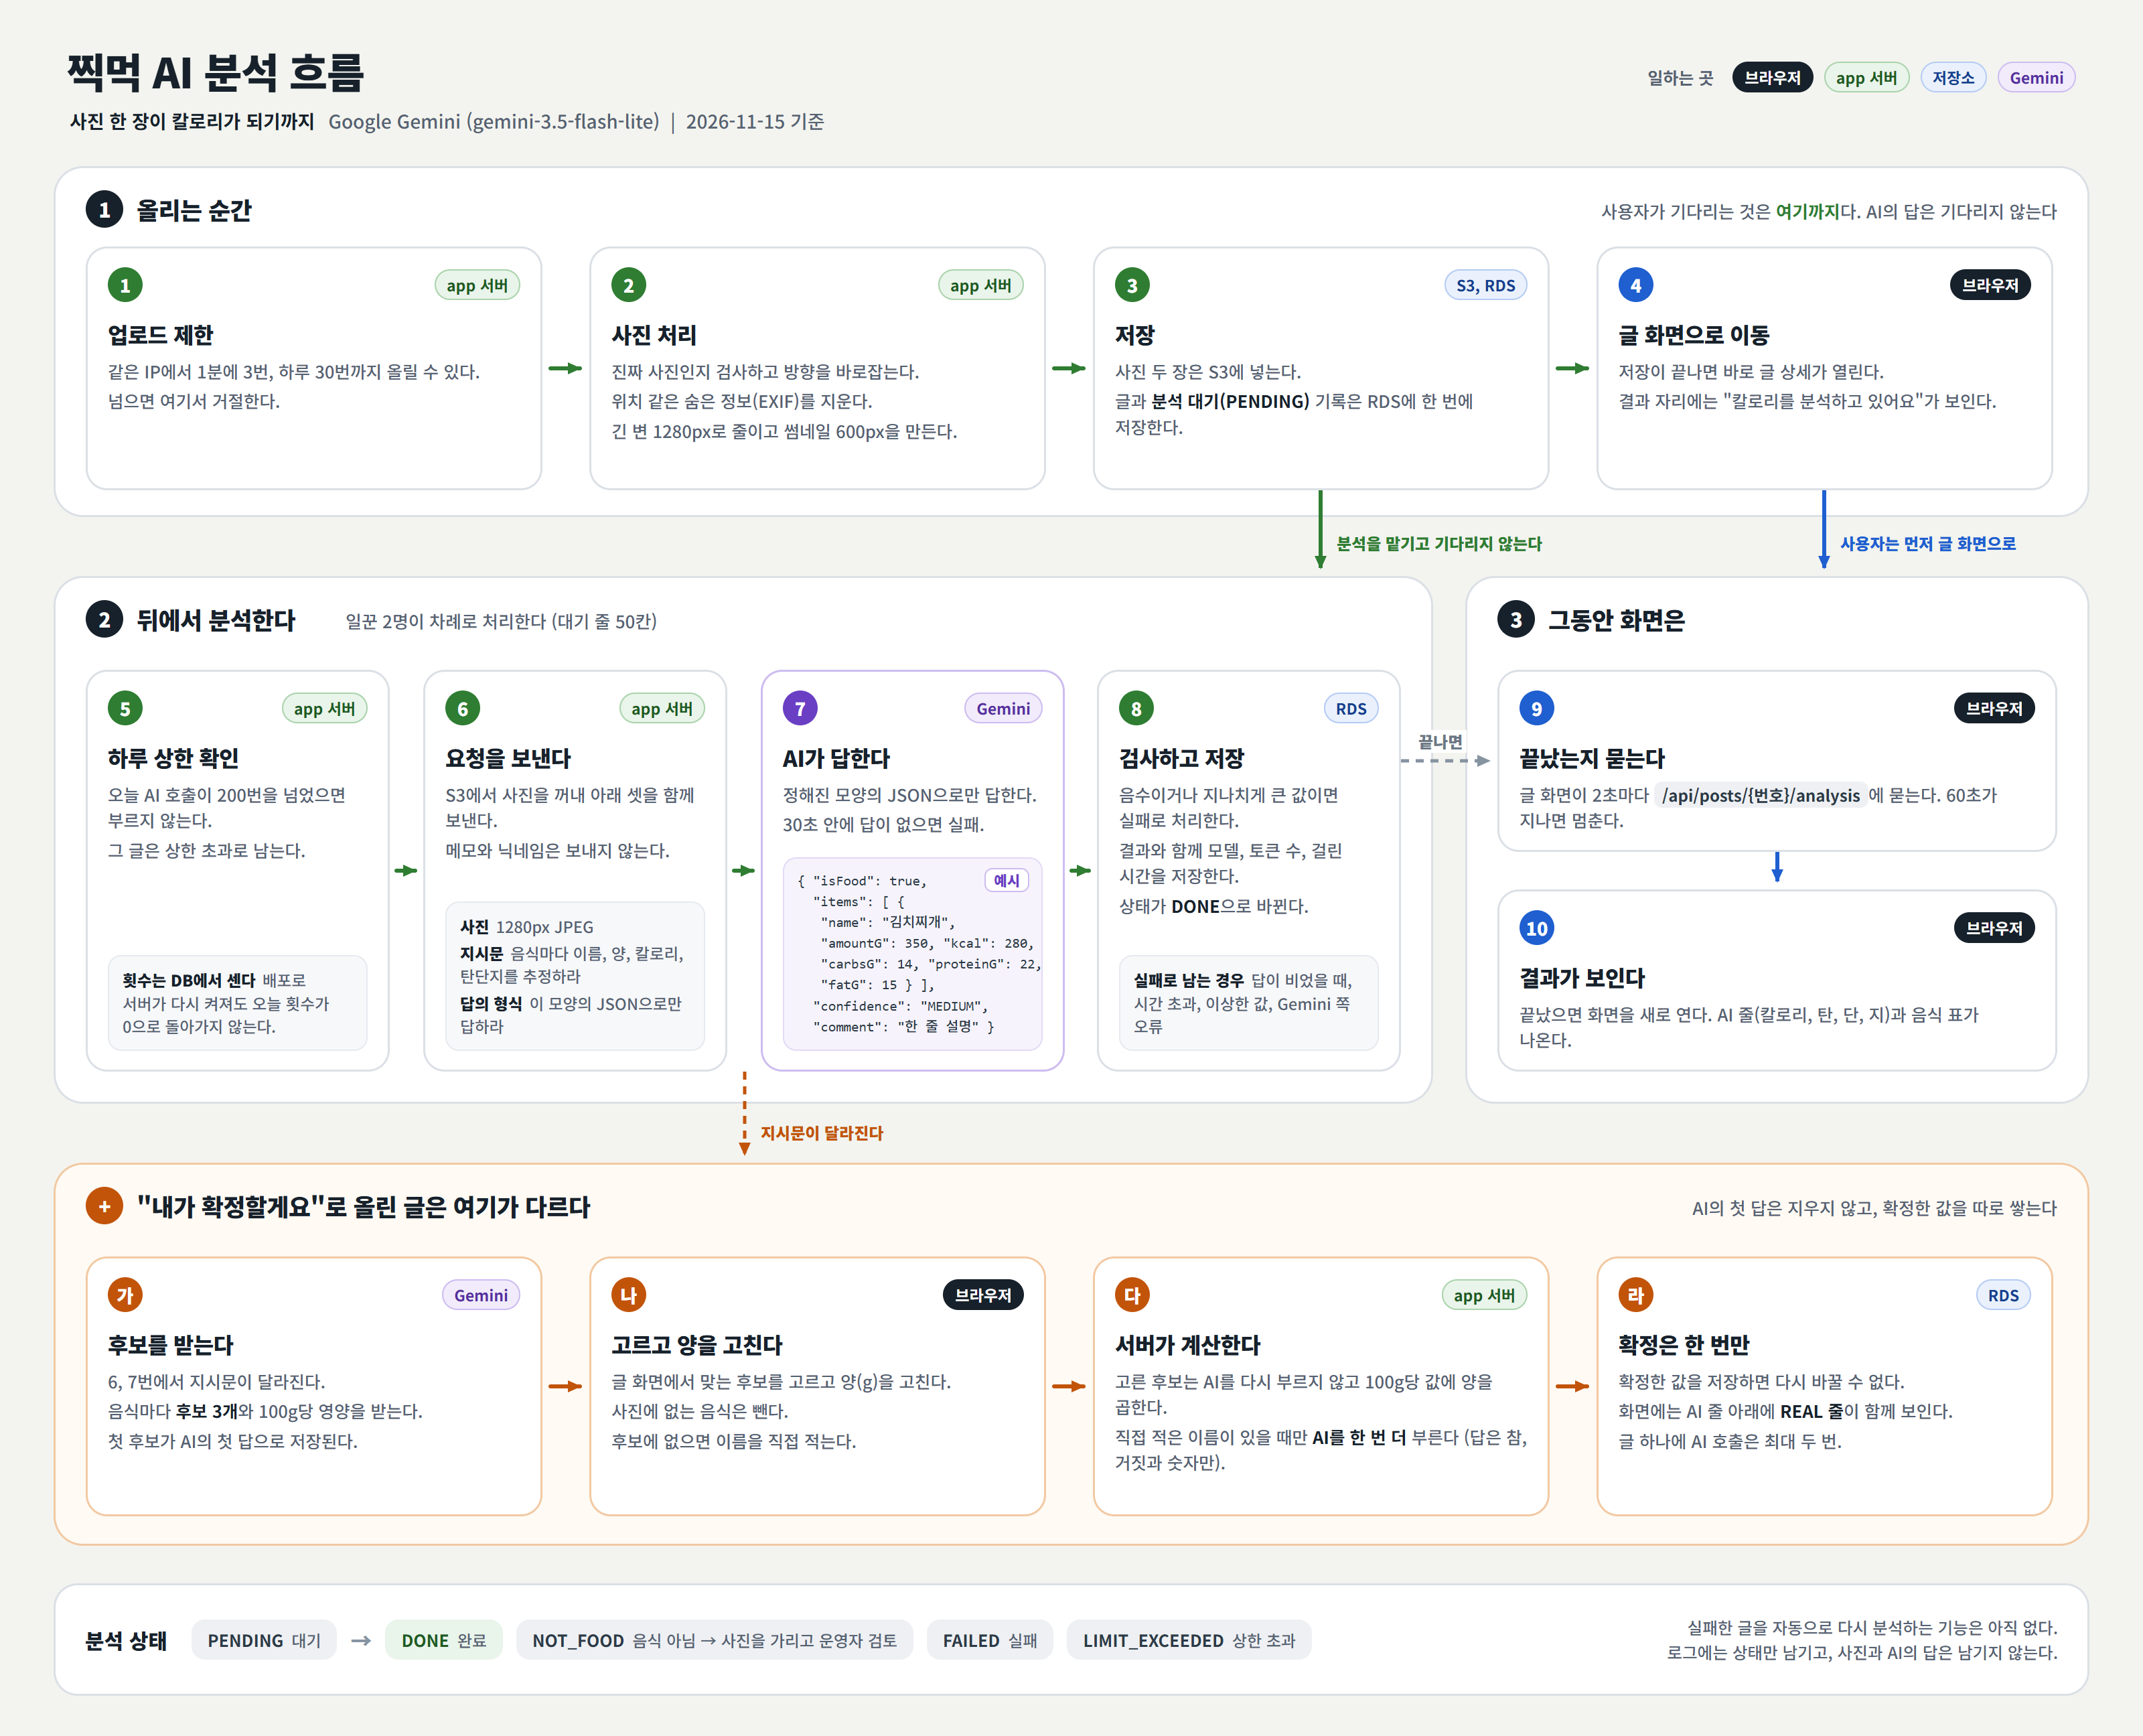 찍먹 AI 분석 흐름
사진 한 장이 칼로리가 되기까지 Google Gemini (gemini-3.5-flash-lite) | 2026-11-15 기준
일하는 곳 브라우저 app 서버 저장소 Gemini
1 올리는 순간
사용자가 기다리는 것은 여기까지다. AI의 답은 기다리지 않는다
1 app 서버
업로드 제한
같은 IP에서 1분에 3번, 하루 30번까지 올릴 수 있다.
넘으면 여기서 거절한다.
2 app 서버
사진 처리
진짜 사진인지 검사하고 방향을 바로잡는다.
위치 같은 숨은 정보(EXIF)를 지운다.
긴 변 1280px로 줄이고 썸네일 600px을 만든다.
3 S3, RDS
저장
사진 두 장은 S3에 넣는다.
글과 분석 대기(PENDING) 기록은 RDS에 한 번에
저장한다.
4 브라우저
글 화면으로 이동
저장이 끝나면 바로 글 상세가 열린다.
결과 자리에는 "칼로리를 분석하고 있어요"가 보인다.
분석을 맡기고 기다리지 않는다
사용자는 먼저 글 화면으로
2 뒤에서 분석한다 일꾼 2명이 차례로 처리한다 (대기 줄 50칸)
5 app 서버
하루 상한 확인
오늘 AI 호출이 200번을 넘었으면
부르지 않는다.
그 글은 상한 초과로 남는다.
횟수는 DB에서 센다 배포로
서버가 다시 켜져도 오늘 횟수가
0으로 돌아가지 않는다.
6 app 서버
요청을 보낸다
S3에서 사진을 꺼내 아래 셋을 함께
보낸다.
메모와 닉네임은 보내지 않는다.
사진 1280px JPEG
지시문 음식마다 이름, 양, 칼로리,
탄단지를 추정하라
답의 형식 이 모양의 JSON으로만
답하라
7 Gemini
AI가 답한다
정해진 모양의 JSON으로만 답한다.
30초 안에 답이 없으면 실패.
예시
{ "isFood": true,
"items": [ {
"name": "김치찌개",
"amountG": 350, "kcal": 280,
"carbsG": 14, "proteinG": 22,
"fatG": 15 } ],
"confidence": "MEDIUM",
"comment": "한 줄 설명" }
8 RDS
검사하고 저장
음수이거나 지나치게 큰 값이면
실패로 처리한다.
결과와 함께 모델, 토큰 수, 걸린
시간을 저장한다.
상태가 DONE으로 바뀐다.
실패로 남는 경우 답이 비었을 때,
시간 초과, 이상한 값, Gemini 쪽
오류
끝나면
3 그동안 화면은
9 브라우저
끝났는지 묻는다
글 화면이 2초마다 /api/posts/{번호}/analysis에 묻는다. 60초가
지나면 멈춘다.
10 브라우저
결과가 보인다
끝났으면 화면을 새로 연다. AI 줄(칼로리, 탄, 단, 지)과 음식 표가
나온다.
지시문이 달라진다
+ "내가 확정할게요"로 올린 글은 여기가 다르다
AI의 첫 답은 지우지 않고, 확정한 값을 따로 쌓는다
가 Gemini
후보를 받는다
6, 7번에서 지시문이 달라진다.
음식마다 후보 3개와 100g당 영양을 받는다.
첫 후보가 AI의 첫 답으로 저장된다.
나 브라우저
고르고 양을 고친다
글 화면에서 맞는 후보를 고르고 양(g)을 고친다.
사진에 없는 음식은 뺀다.
후보에 없으면 이름을 직접 적는다.
다 app 서버
서버가 계산한다
고른 후보는 AI를 다시 부르지 않고 100g당 값에 양을
곱한다.
직접 적은 이름이 있을 때만 AI를 한 번 더 부른다 (답은 참,
거짓과 숫자만).
라 RDS
확정은 한 번만
확정한 값을 저장하면 다시 바꿀 수 없다.
화면에는 AI 줄 아래에 REAL 줄이 함께 보인다.
글 하나에 AI 호출은 최대 두 번.
분석 상태 PENDING 대기 → DONE 완료 NOT_FOOD 음식 아님 → 사진을 가리고 운영자 검토 FAILED 실패 LIMIT_EXCEEDED 상한 초과
실패한 글을 자동으로 다시 분석하는 기능은 아직 없다.
로그에는 상태만 남기고, 사진과 AI의 답은 남기지 않는다.